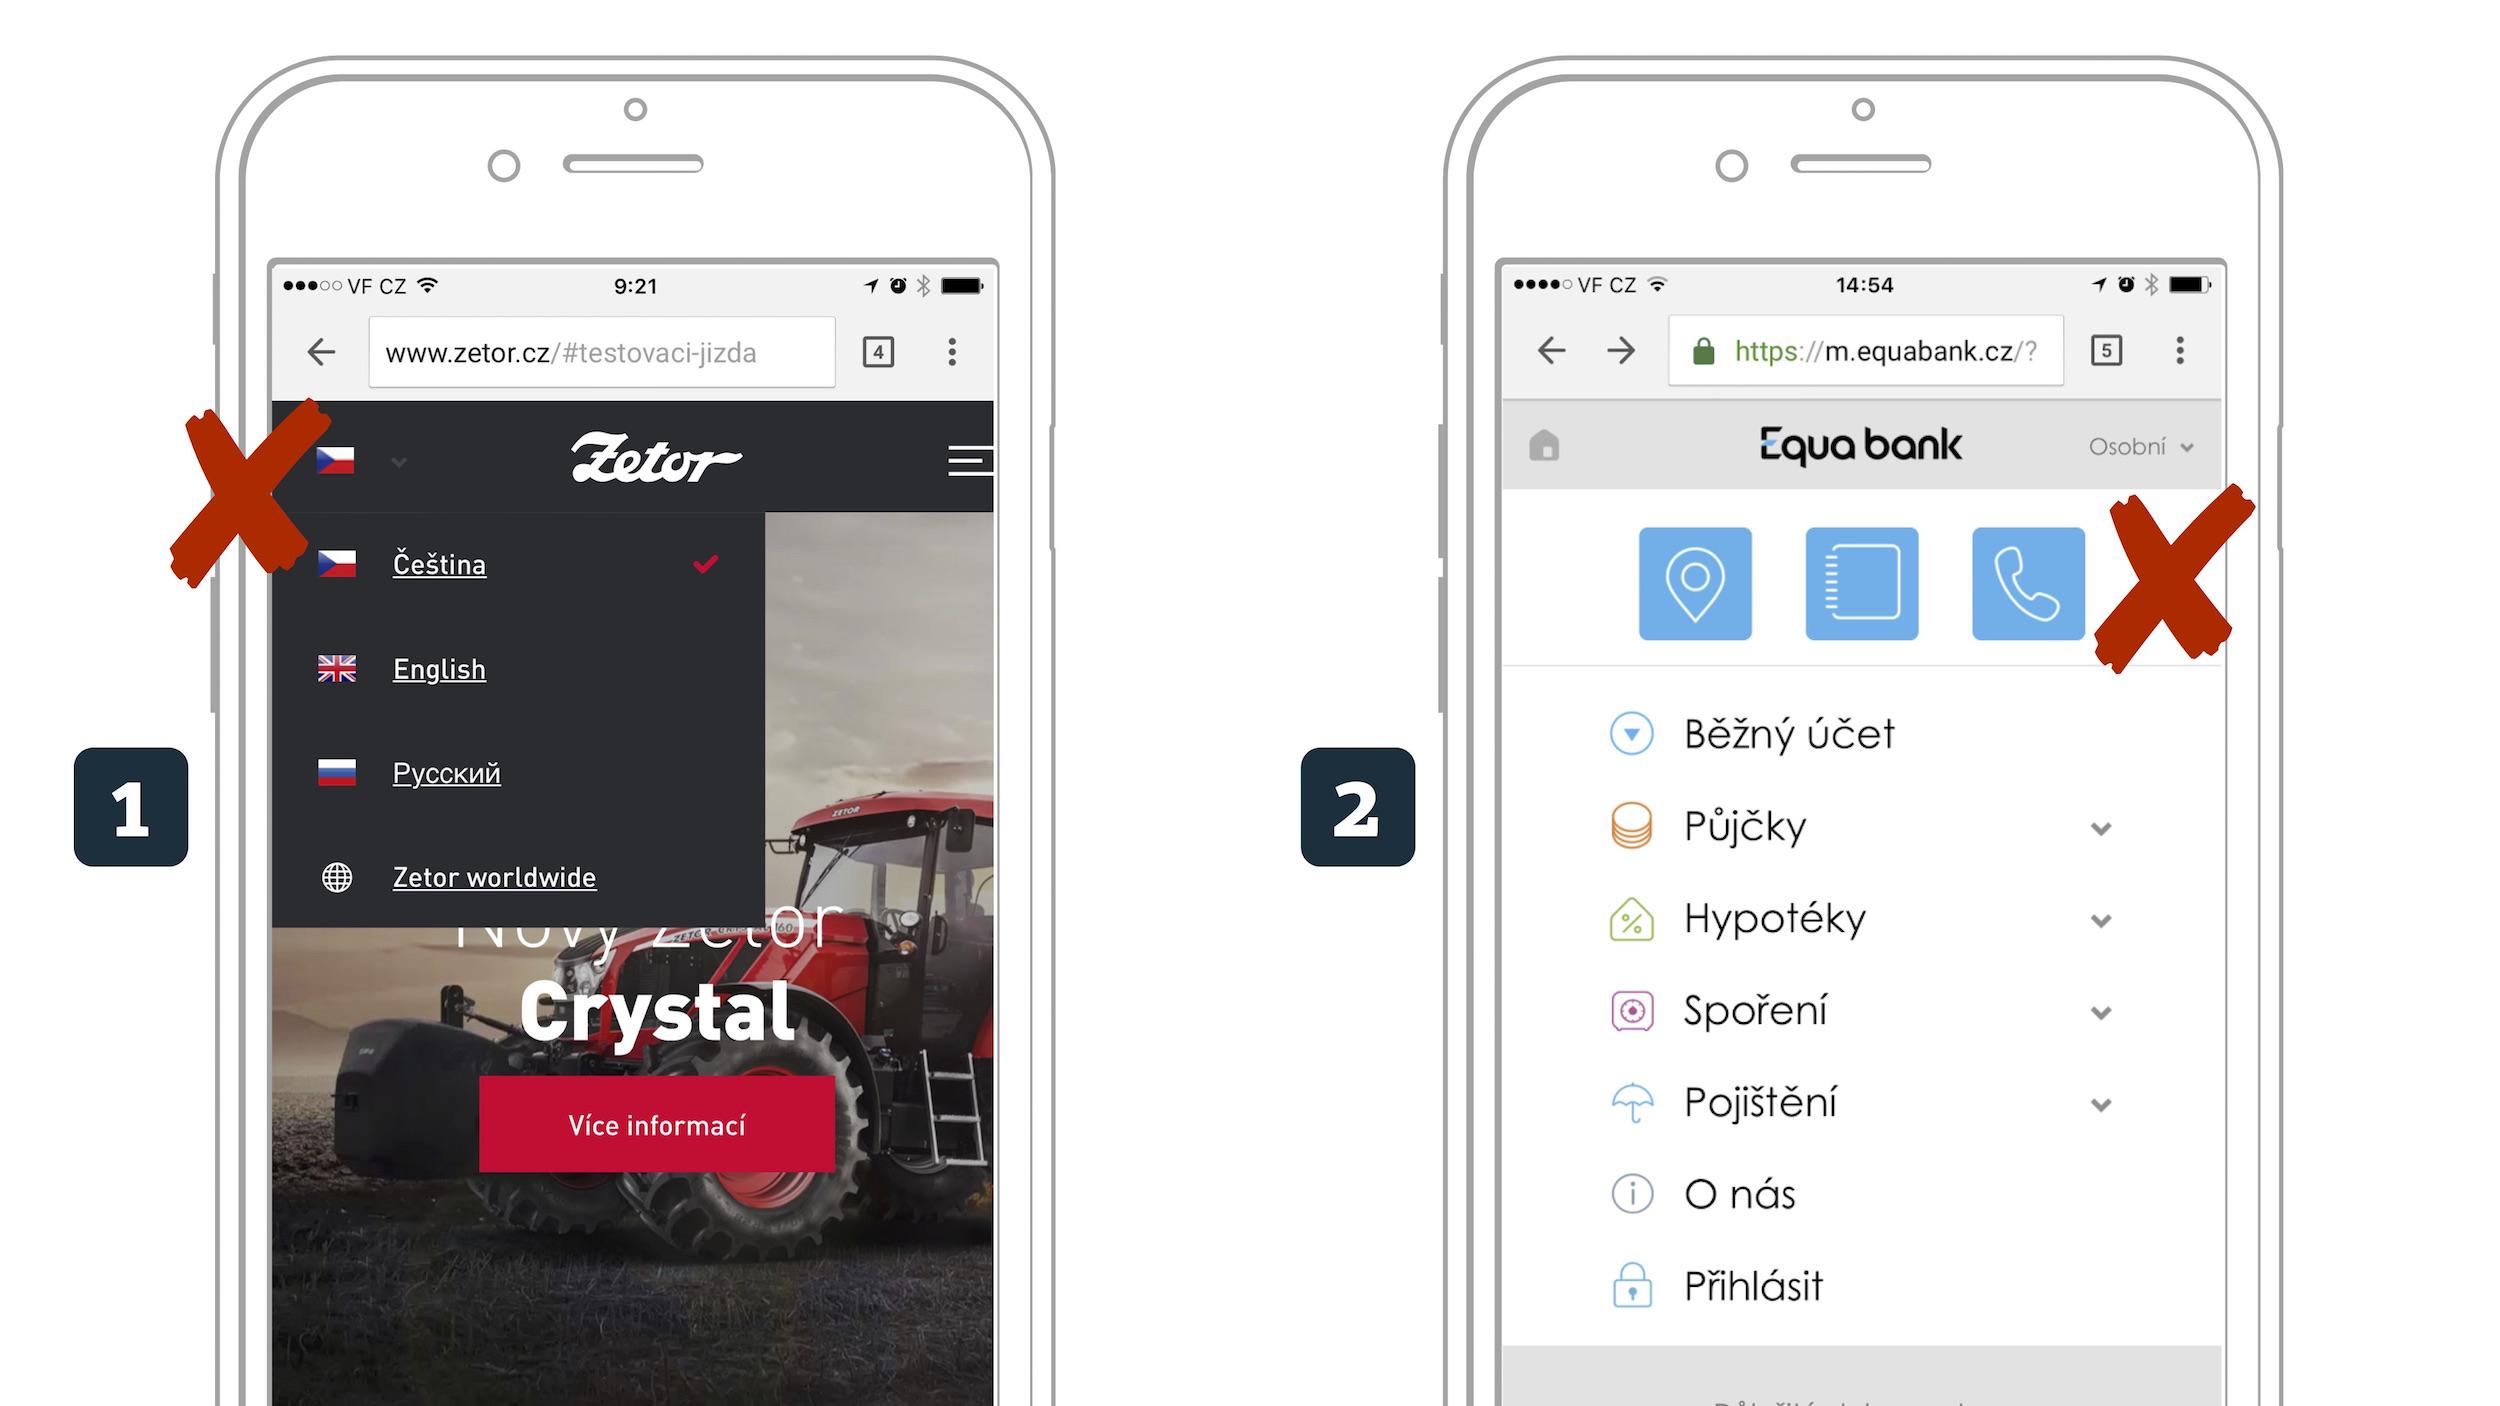 VF CZ 9:21
www.zetor.cz/#testovaci-jizda 4
Zetor
Čeština
English
Русский
Zetor worldwide
Nový Zetor
Crystal
Více informací
ZETOR
1
VF CZ 14:54
https://m.equabank.cz/? 5
Equa bank Osobní
Běžný účet
Půjčky
Hypotéky
Spoření
Pojištění
O nás
Přihlásit
2